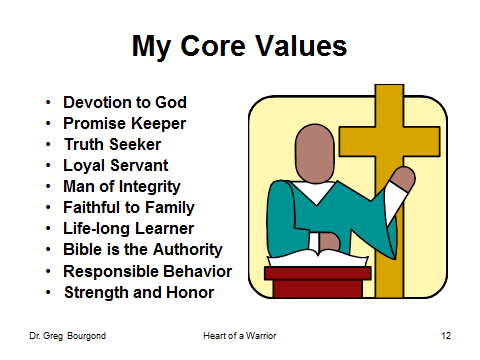 My Core Values
• Devotion to God
• Promise Keeper
• Truth Seeker
• Loyal Servant
• Man of Integrity
• Faithful to Family
• Life-long Learner
• Bible is the Authority
• Responsible Behavior
• Strength and Honor
Dr. Greg Bourgond Heart of a Warrior 12